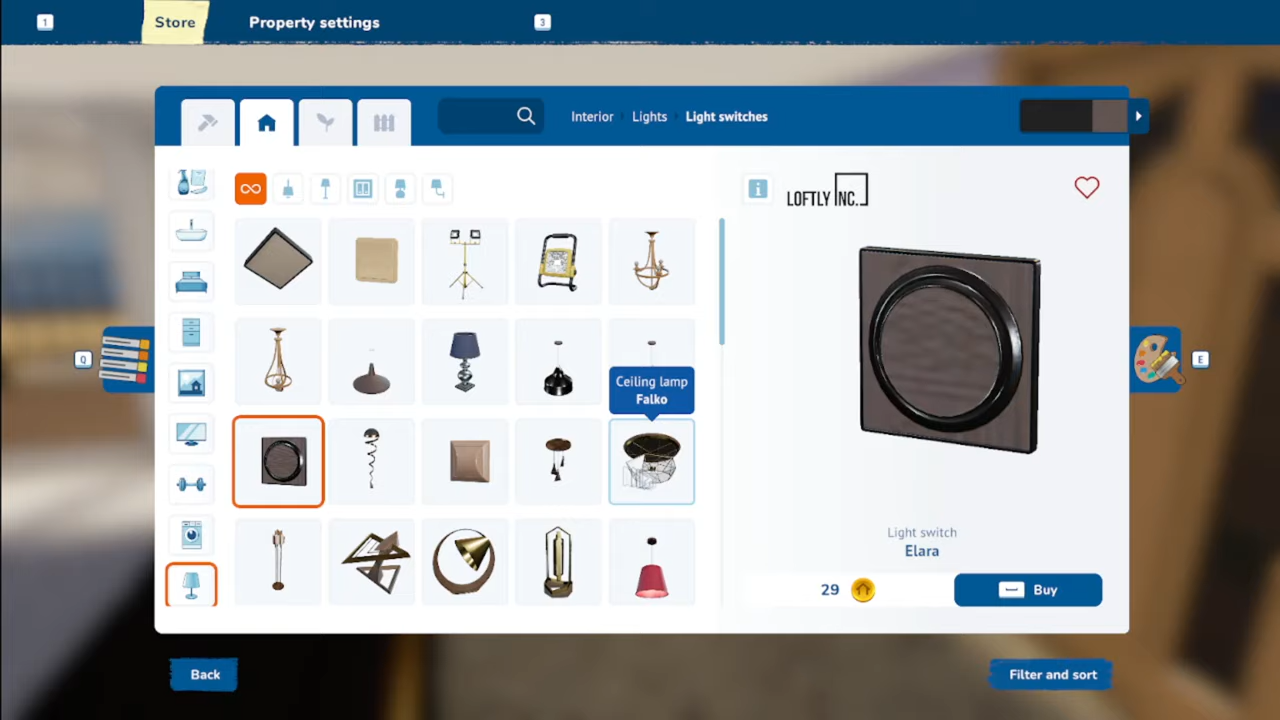 1
Store
Property settings
3
Interior
Lights
Light switches
LOFTLY INC.
Q
E
Ceiling lamp
Falko
Light switch
Elara
29
Buy
Back
Filter and sort